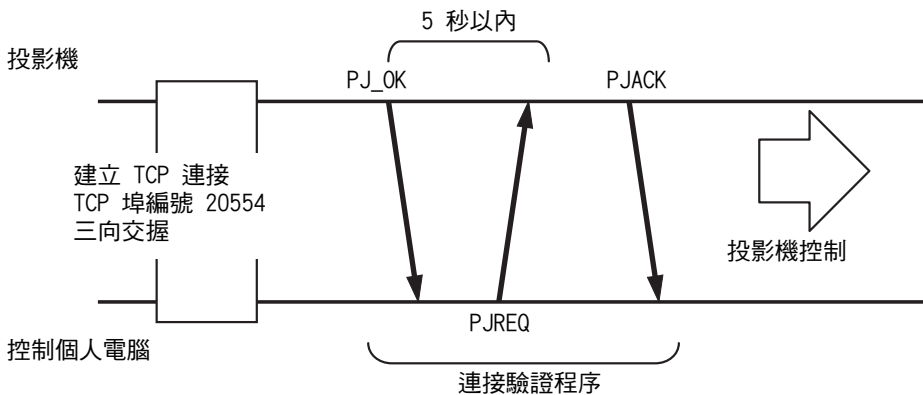 5 秒以內
投影機
PJ_OK
PJACK
建立 TCP 連接
TCP 埠編號 20554
三向交握
投影機控制
PJREQ
控制個人電腦
連接驗證程序